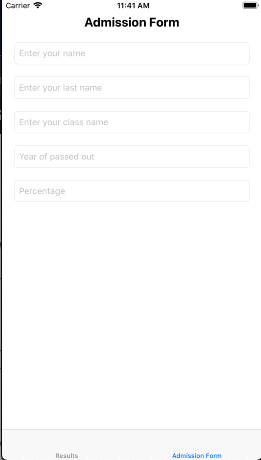 Carrier 11:41 AM
Admission Form
Enter your name
Enter your last name
Enter your class name
Year of passed out
Percentage
Results Admission Form